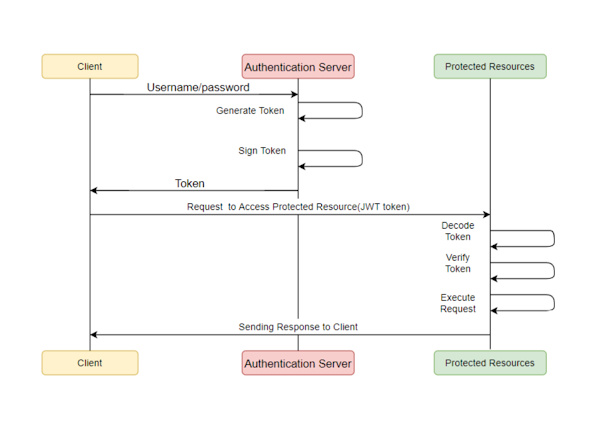 Client
Authentication Server
Protected Resources
Username/password
Generate Token
Sign Token
Token
Request to Access Protected Resource(JWT token)
Decode
Token
Verify
Token
Execute
Request
Sending Response to Client
Client
Authentication Server
Protected Resources